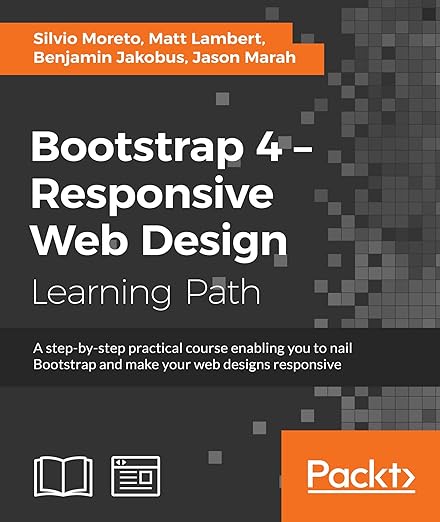 Silvio Moreto, Matt Lambert,
Benjamin Jakobus, Jason Marah
Bootstrap 4 –
Responsive
Web Design
Learning Path
A step-by-step practical course enabling you to nail
Bootstrap and make your web designs responsive
Packt>